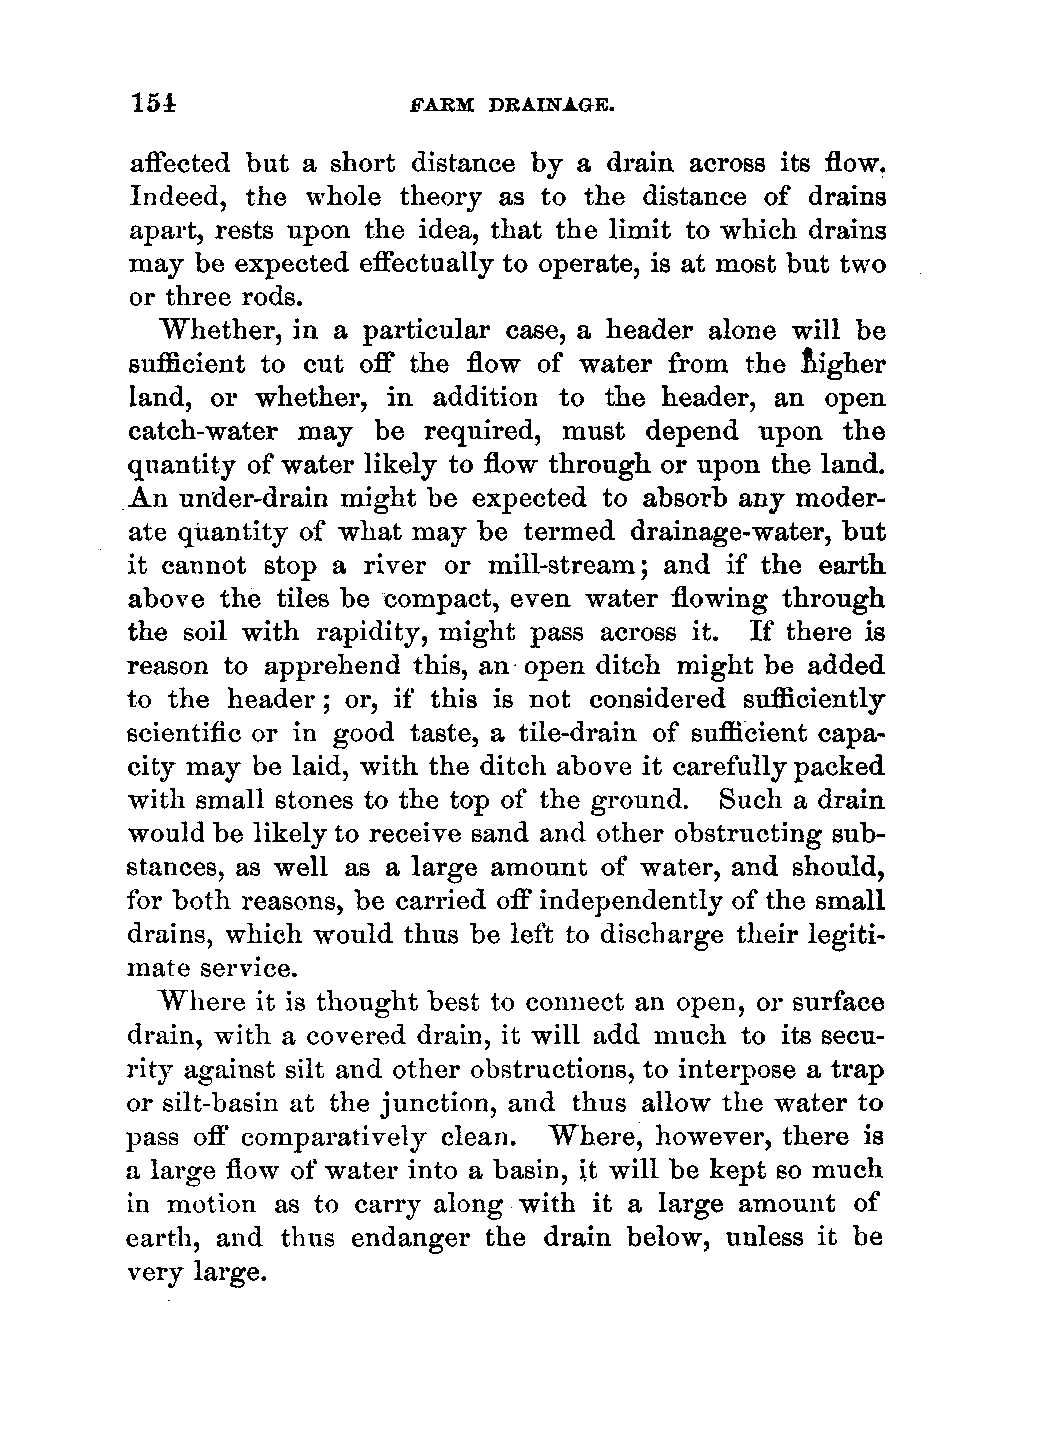 154 FARM DRAINAGE.
affected but a short distance by a drain across its flow.
Indeed, the whole theory as to the distance of drains
apart, rests upon the idea, that the limit to which drains
may be expected effectually to operate, is at most but two
or three rods.
Whether, in a particular case, a header alone will be
sufficient to cut off the flow of water from the higher
land, or whether, in addition to the header, an open
catch-water may be required, must depend upon the
quantity of water likely to flow through or upon the land.
An under-drain might be expected to absorb any moder-
ate quantity of what may be termed drainage-water, but
it cannot stop a river or mill-stream; and if the earth
above the tiles be compact, even water flowing through
the soil with rapidity, might pass across it. If there is
reason to apprehend this, an open ditch might be added
to the header; or, if this is not considered sufficiently
scientific or in good taste, a tile-drain of sufficient capa-
city may be laid, with the ditch above it carefully packed
with small stones to the top of the ground. Such a drain
would be likely to receive sand and other obstructing sub-
stances, as well as a large amount of water, and should,
for both reasons, be carried off independently of the small
drains, which would thus be left to discharge their legiti-
mate service.
Where it is thought best to connect an open, or surface
drain, with a covered drain, it will add much to its secu-
rity against silt and other obstructions, to interpose a trap
or silt-basin at the junction, and thus allow the water to
pass off comparatively clean. Where, however, there is
a large flow of water into a basin, it will be kept so much
in motion as to carry along with it a large amount of
earth, and thus endanger the drain below, unless it be
very large.